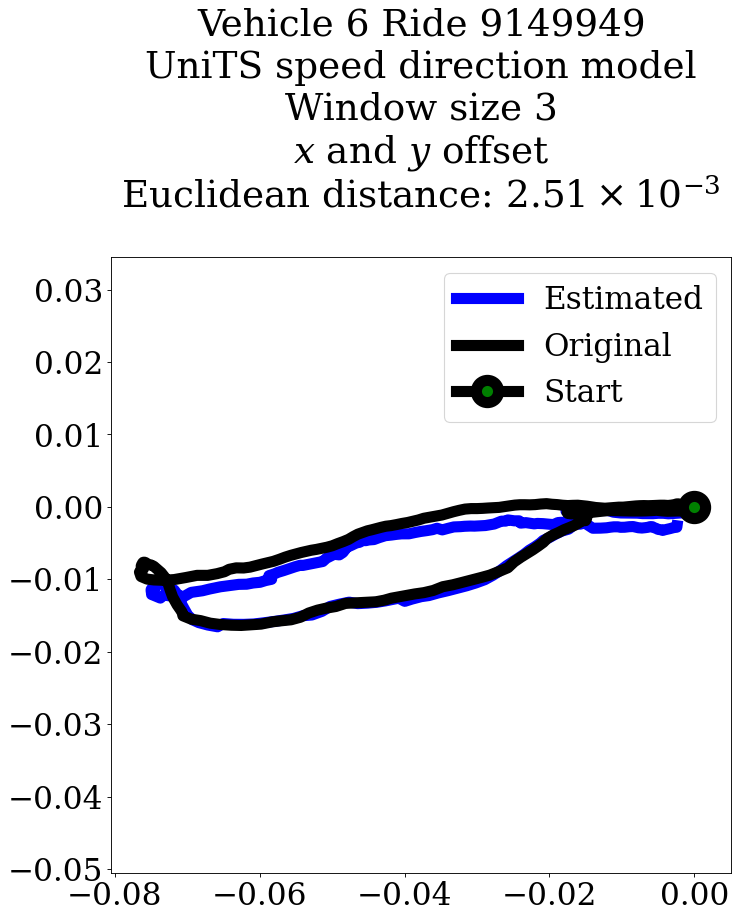 Vehicle 6 Ride 9149949
UniTS speed direction model
Window size 3
x and y offset
Euclidean distance: 2.51 × 10⁻³
Estimated
Original
Start
0.03
0.02
0.01
0.00
−0.01
−0.02
−0.03
−0.04
−0.05
−0.08 −0.06 −0.04 −0.02 0.00